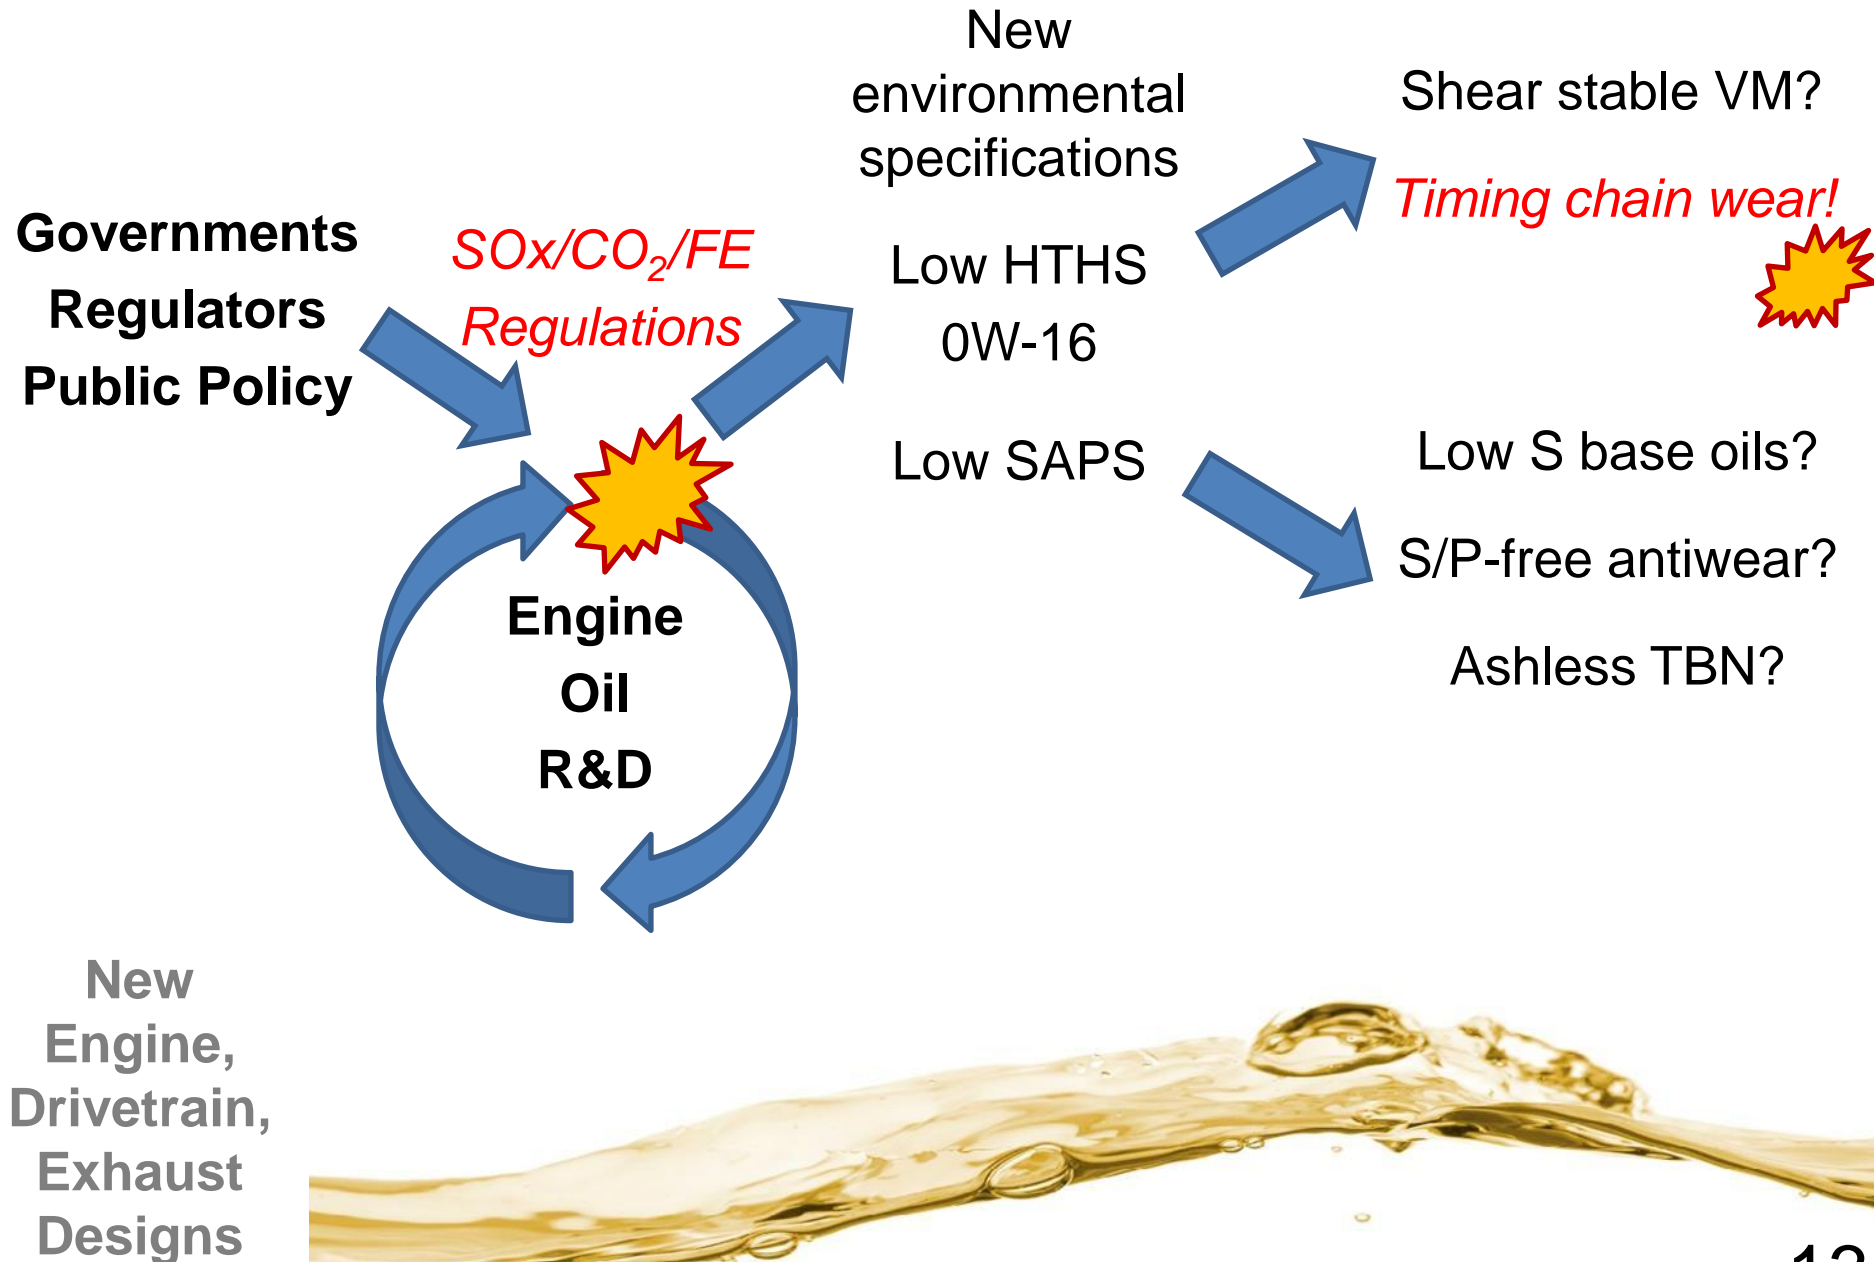 Governments
Regulators
Public Policy
SOx/CO₂/FE
Regulations
New
environmental
specifications
Low HTHS
0W-16
Low SAPS
Shear stable VM?
Timing chain wear!
Low S base oils?
S/P-free antiwear?
Ashless TBN?
Engine
Oil
R&D
New
Engine,
Drivetrain,
Exhaust
Designs